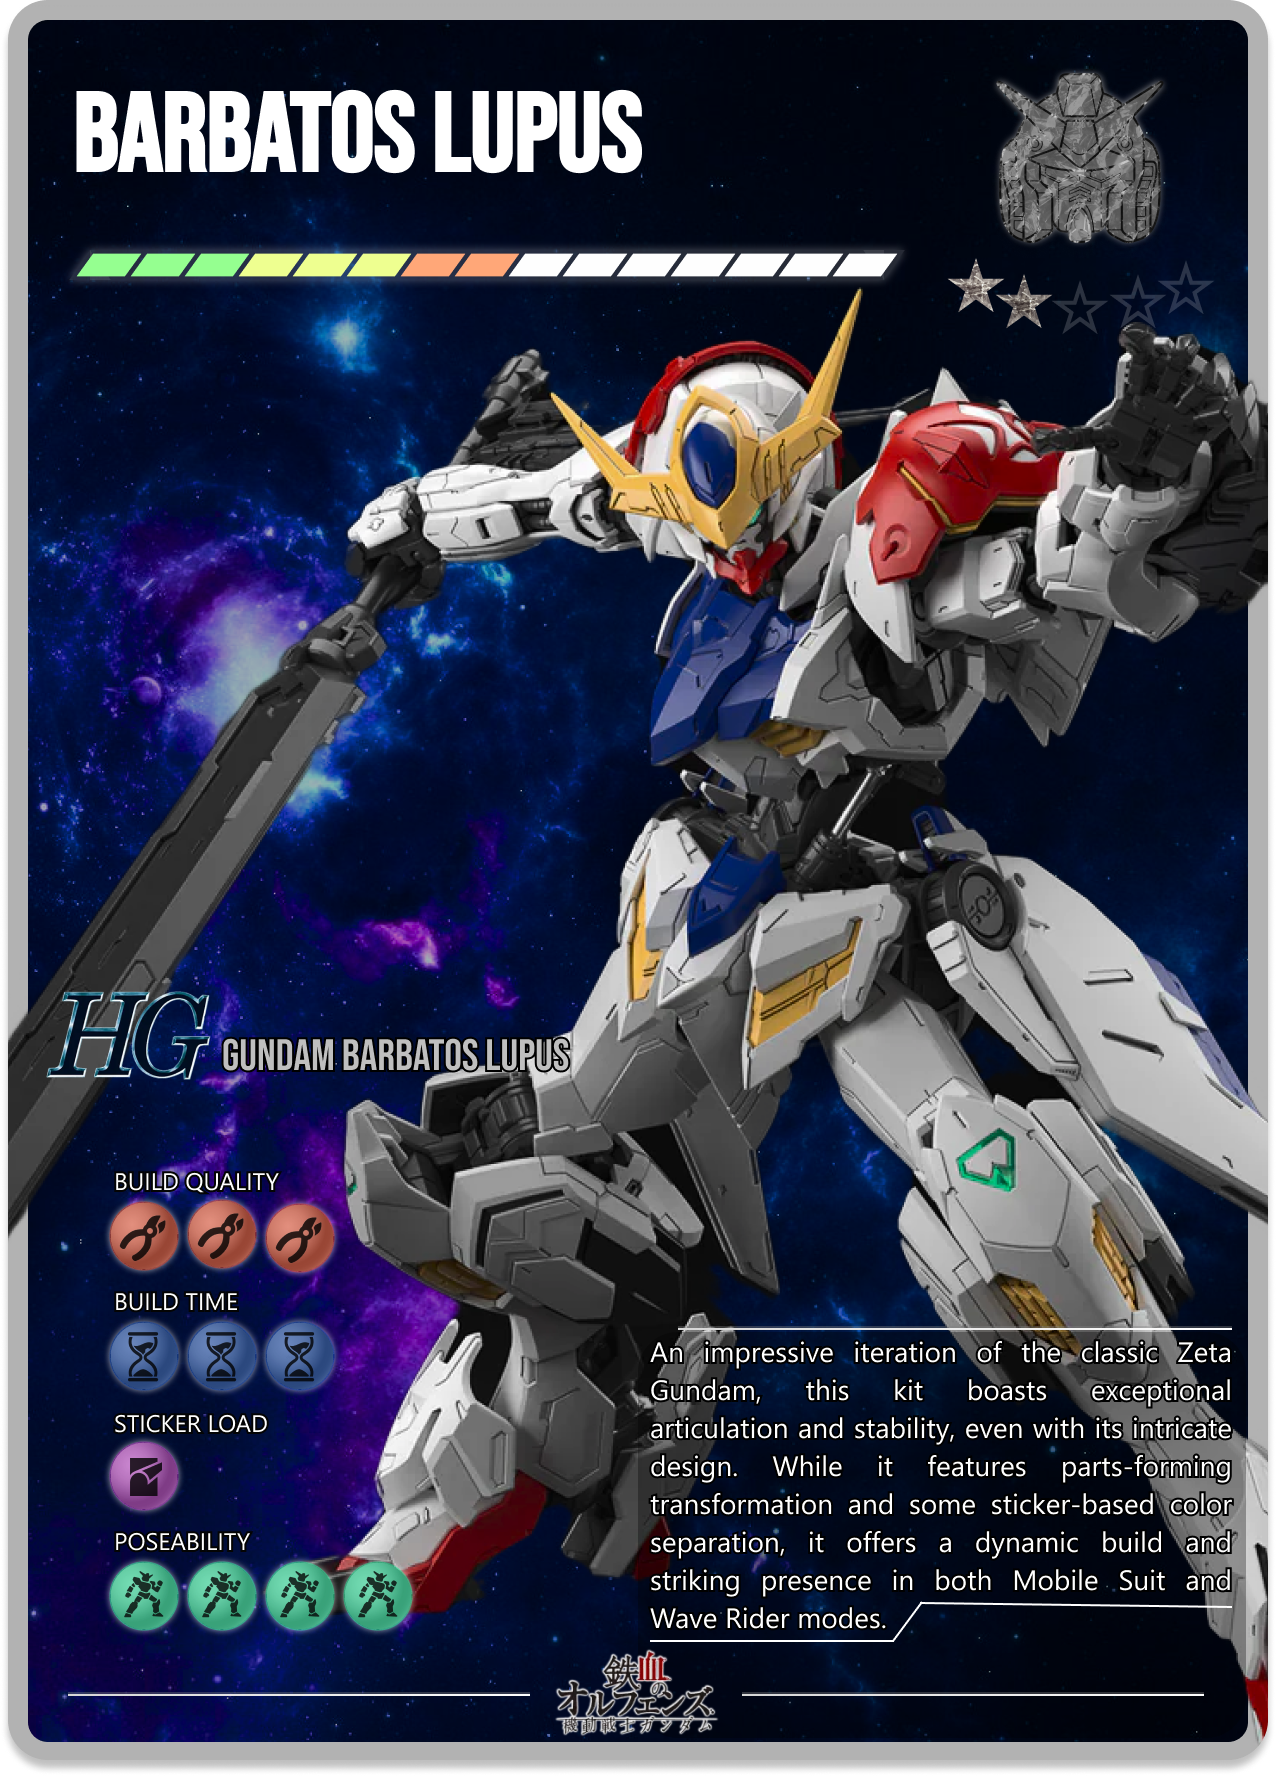 BARBATOS LUPUS
HG
GUNDAM BARBATOS LUPUS
BUILD QUALITY
BUILD TIME
STICKER LOAD
POSEABILITY
An impressive iteration of the classic Zeta
Gundam, this kit boasts exceptional
articulation and stability, even with its intricate
design. While it features parts-forming
transformation and some sticker-based color
separation, it offers a dynamic build and
striking presence in both Mobile Suit and
Wave Rider modes.
鉄血の
オルフェンズ
機動戦士ガンダム